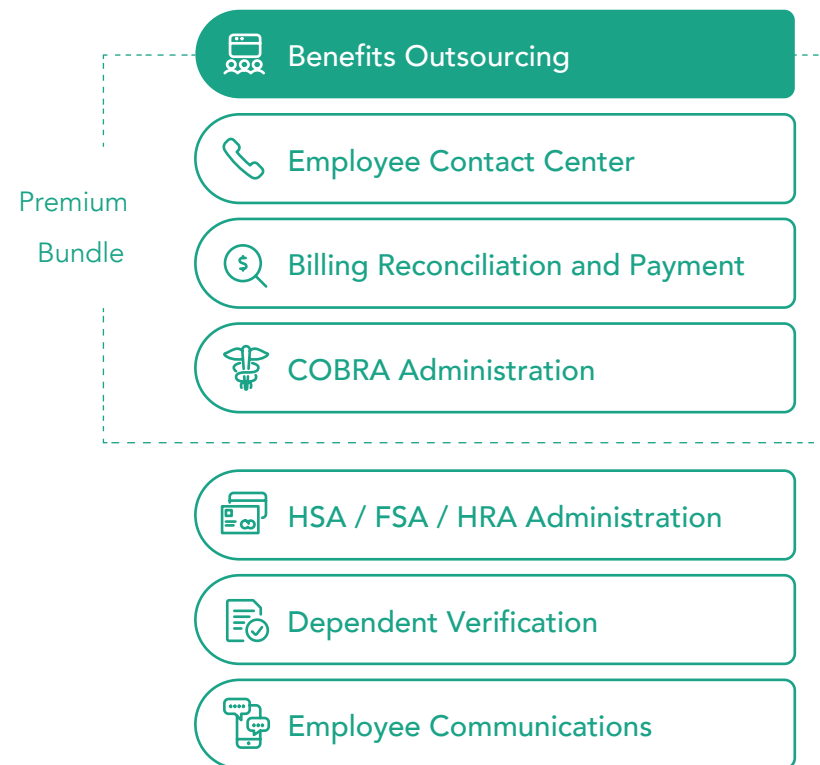 Benefits Outsourcing
Employee Contact Center
Premium
Bundle
Billing Reconciliation and Payment
COBRA Administration
HSA / FSA / HRA Administration
Dependent Verification
Employee Communications